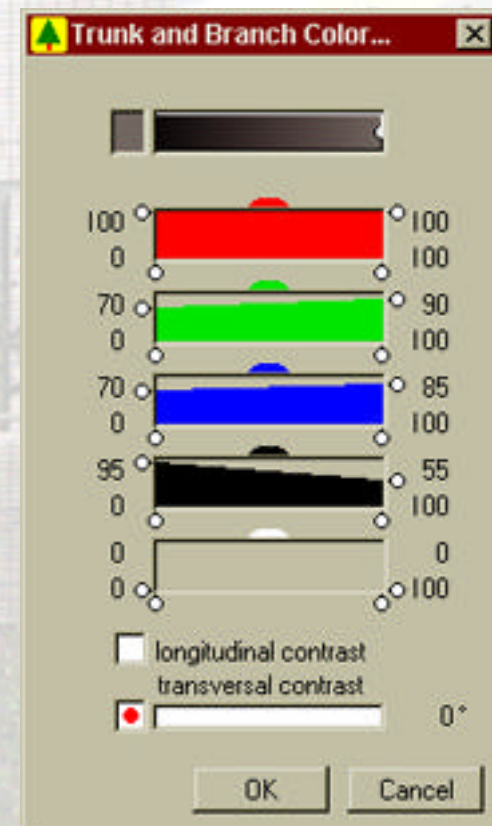 Trunk and Branch Color...
100 100
0 100
70 90
0 100
70 85
0 100
95 55
0 100
0 0
0 100
longitudinal contrast
transversal contrast
0°
OK Cancel